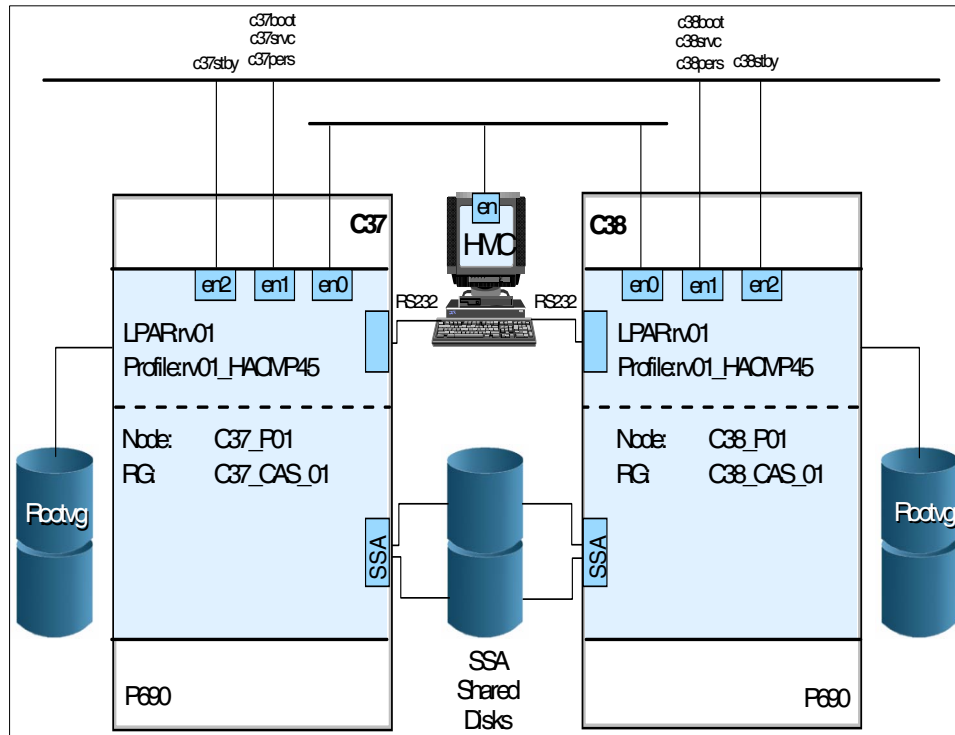 c37boot
c37srvc
c37stby c37pers
c38boot
c38srvc
c38pers c38stby
C37
en
HMC
C38
en2 en1 en0
en0 en1 en2
RS232 RS232
LPAR:rv01
Profile:rv01_HACMP45
LPAR:rv01
Profile:rv01_HACMP45
Node: C37_P01
RG: C37_CAS_01
Node: C38_P01
RG: C38_CAS_01
Rootvg
Rootvg
SSA
SSA
SSA
Shared
Disks
P690
P690